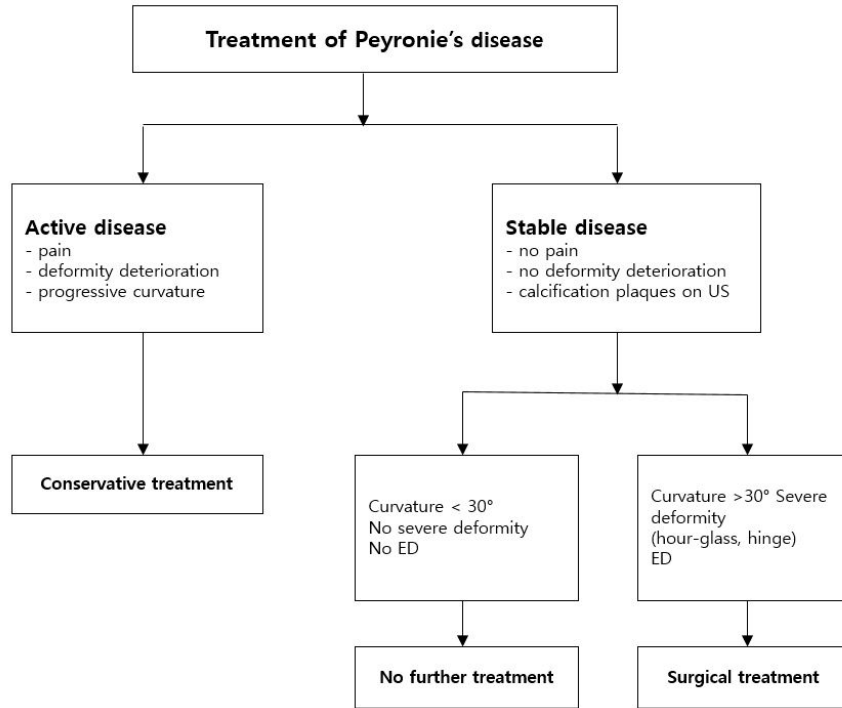 Treatment of Peyronie's disease
Active disease
- pain
- deformity deterioration
- progressive curvature
Stable disease
- no pain
- no deformity deterioration
- calcification plaques on US
Conservative treatment
Curvature < 30°
No severe deformity
No ED
Curvature >30° Severe
deformity
(hour-glass, hinge)
ED
No further treatment
Surgical treatment